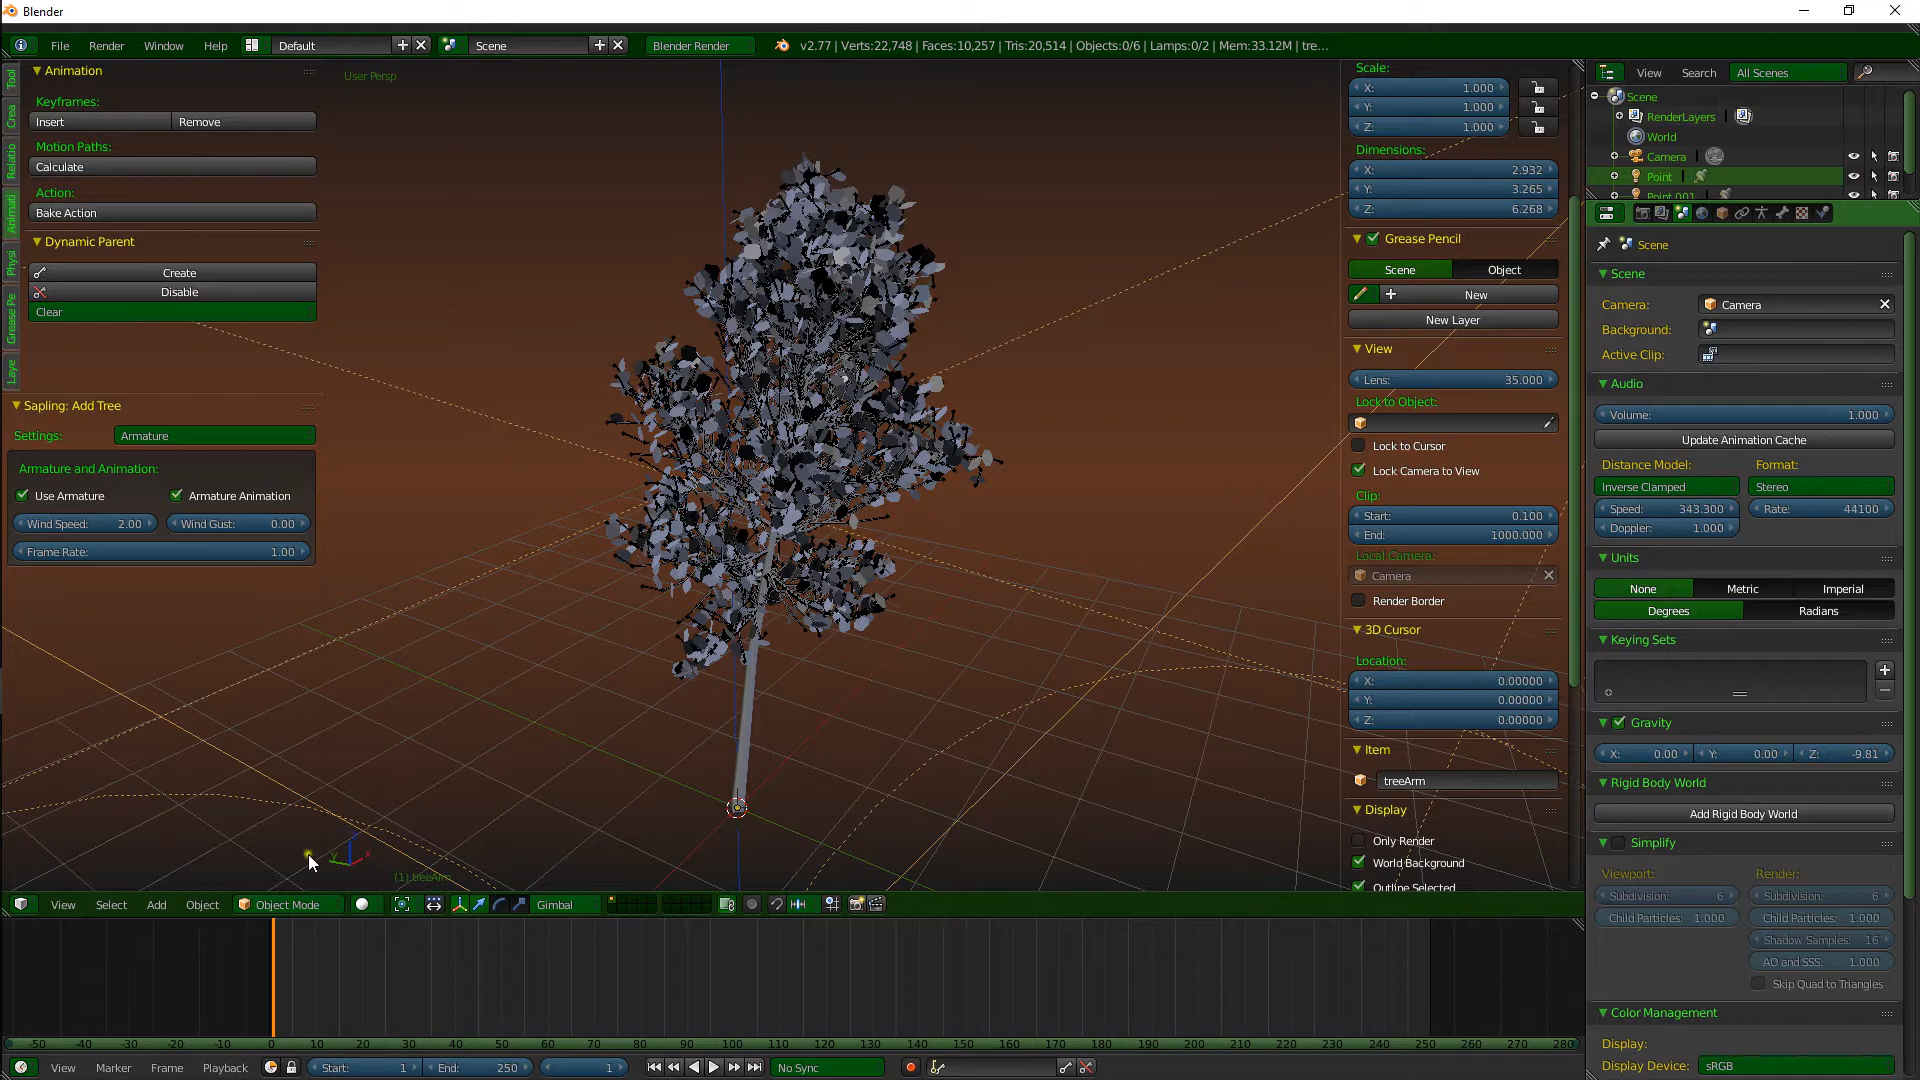 Blender
File Render Window Help Default Scene Blender Render v2.77 | Verts:22,748 | Faces:10,257 | Tris:20,514 | Objects:0/6 | Lamps:0/2 | Mem:33.12M | tre...
Tool
Crea
Relatio
Animati
Physi
Grease Pe
Laye
Animation
Keyframes:
Insert Remove
Motion Paths:
Calculate
Action:
Bake Action
Dynamic Parent
Create
Disable
Clear
Sapling: Add Tree
Settings: Armature
Armature and Animation:
Use Armature Armature Animation
Wind Speed: 2.00 Wind Gust: 0.00
Frame Rate: 1.00
User Persp
(1) treeArm
Scale:
X: 1.000
Y: 1.000
Z: 1.000
Dimensions:
X: 2.932
Y: 3.265
Z: 6.268
Grease Pencil
Scene Object
New
New Layer
View
Lens: 35.000
Lock to Object:
Lock to Cursor
Lock Camera to View
Clip:
Start: 0.100
End: 1000.000
Local Camera:
Camera
Render Border
3D Cursor
Location:
X: 0.00000
Y: 0.00000
Z: 0.00000
Item
treeArm
Display
Only Render
World Background
Outline Selected
View Search All Scenes
Scene
RenderLayers
World
Camera
Point
Point.001
Scene
Scene
Camera: Camera
Background:
Active Clip:
Audio
Volume: 1.000
Update Animation Cache
Distance Model: Format:
Inverse Clamped Stereo
Speed: 343.300 Rate: 44100
Doppler: 1.000
Units
None Metric Imperial
Degrees Radians
Keying Sets
Gravity
X: 0.00 Y: 0.00 Z: -9.81
Rigid Body World
Add Rigid Body World
Simplify
Viewport: Render:
Subdivision: 6 Subdivision: 6
Child Particles: 1.000 Child Particles: 1.000
Shadow Samples: 16
AO and SSS: 1.000
Skip Quad to Triangles
Color Management
Display:
Display Device: sRGB
View Select Add Object Object Mode Gimbal
-50 -40 -30 -20 -10 0 10 20 30 40 50 60 70 80 90 100 110 120 130 140 150 160 170 180 190 200 210 220 230 240 250 260 270 280
View Marker Frame Playback Start: 1 End: 250 1 No Sync